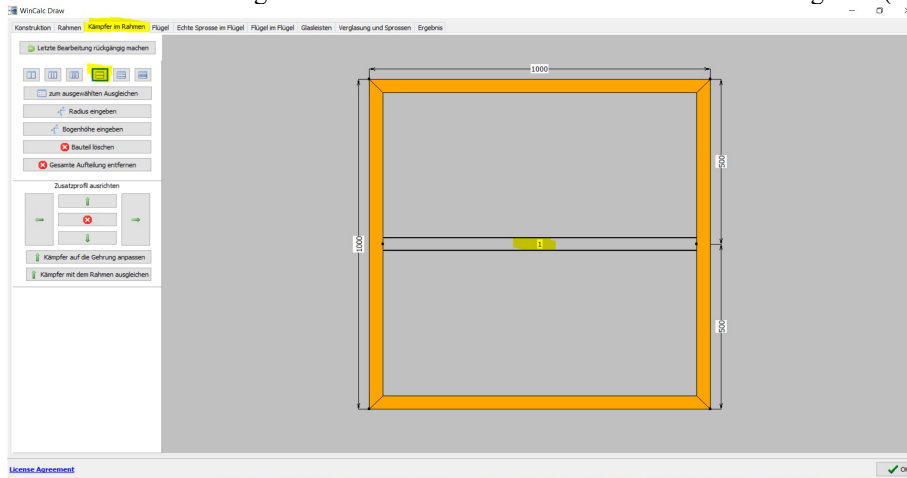 WinCalc Draw
Konstruktion Rahmen Kämpfer im Rahmen Flügel Echte Sprosse im Flügel Flügel im Flügel Glasleisten Verglasung und Sprossen Ergebnis
Letzte Bearbeitung rückgängig machen
zum ausgewählten Ausgleichen
Radius eingeben
Bogenhöhe eingeben
Bauteil löschen
Gesamte Aufteilung entfernen
Zusatzprofil ausrichten
Kämpfer auf die Gehrung anpassen
Kämpfer mit dem Rahmen ausgleichen
1000
500
1000
1
500
License Agreement